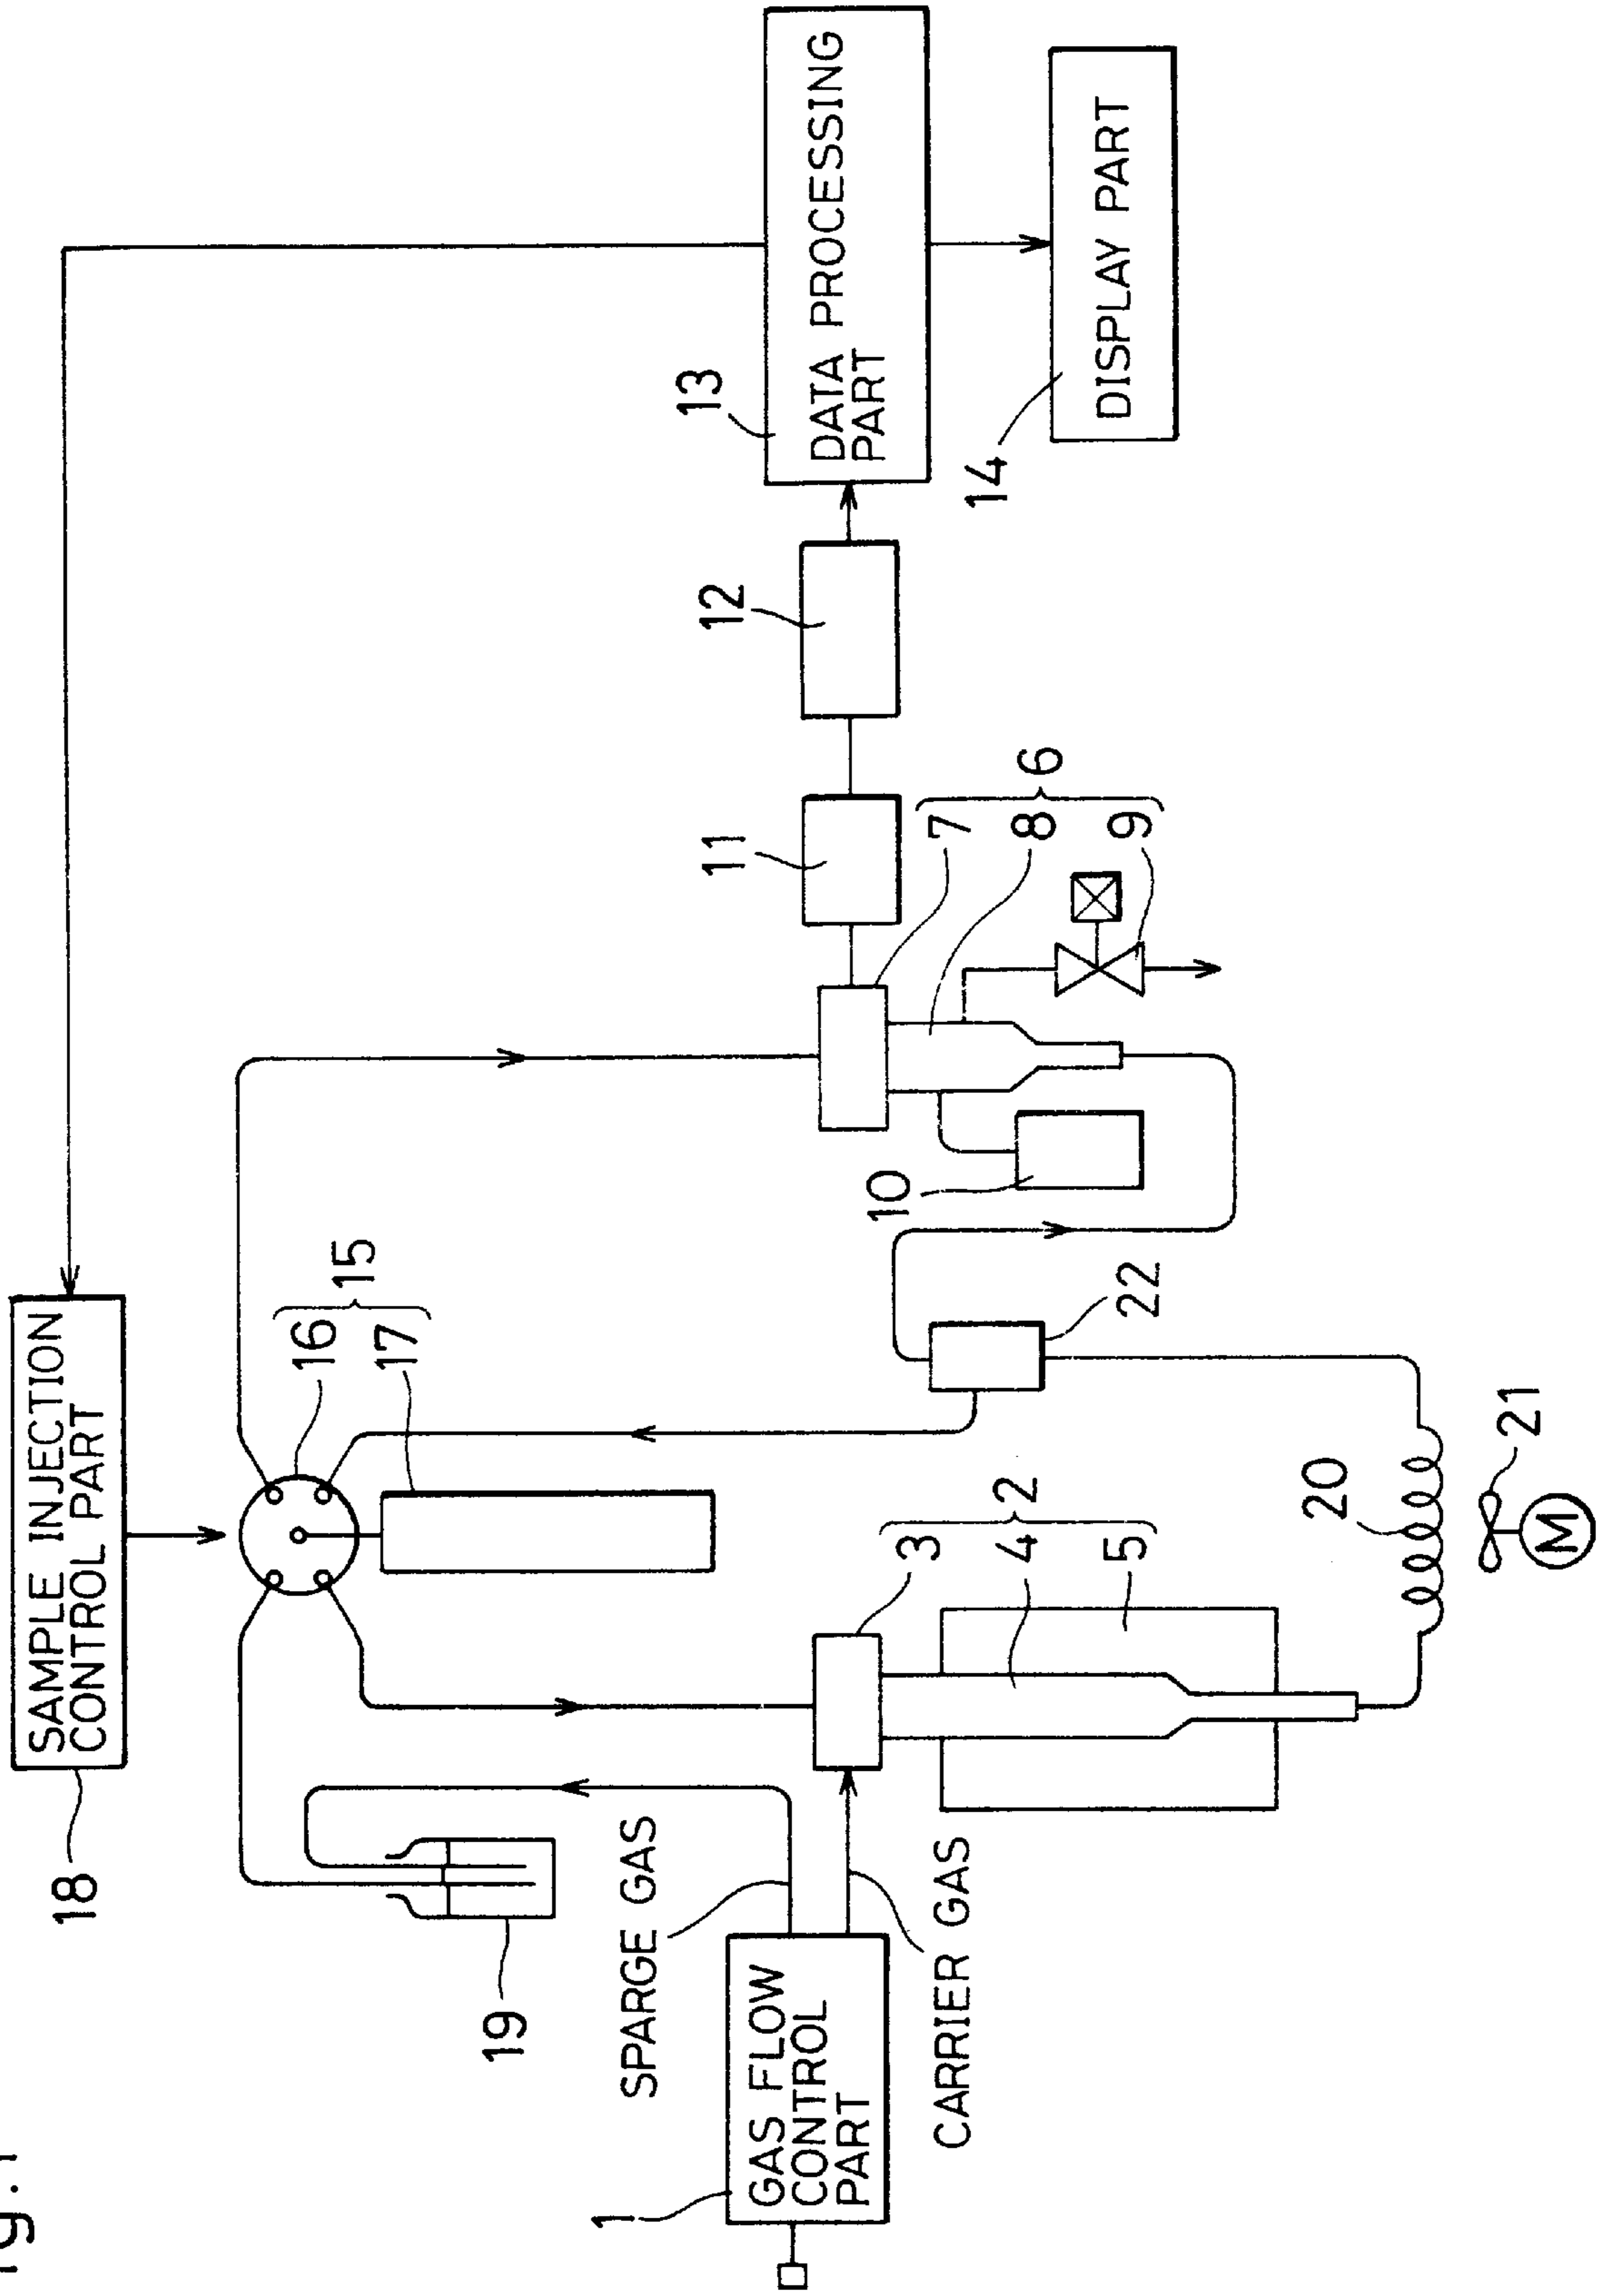 SAMPLE INJECTION
CONTROL PART
18
15
16
17
19
SPARGE GAS
1
GAS FLOW
CONTROL
PART
CARRIER GAS
3
4
2
5
20
21
M
22
10
7
8
9
6
11
12
13
DATA PROCESSING
PART
14
DISPLAY PART